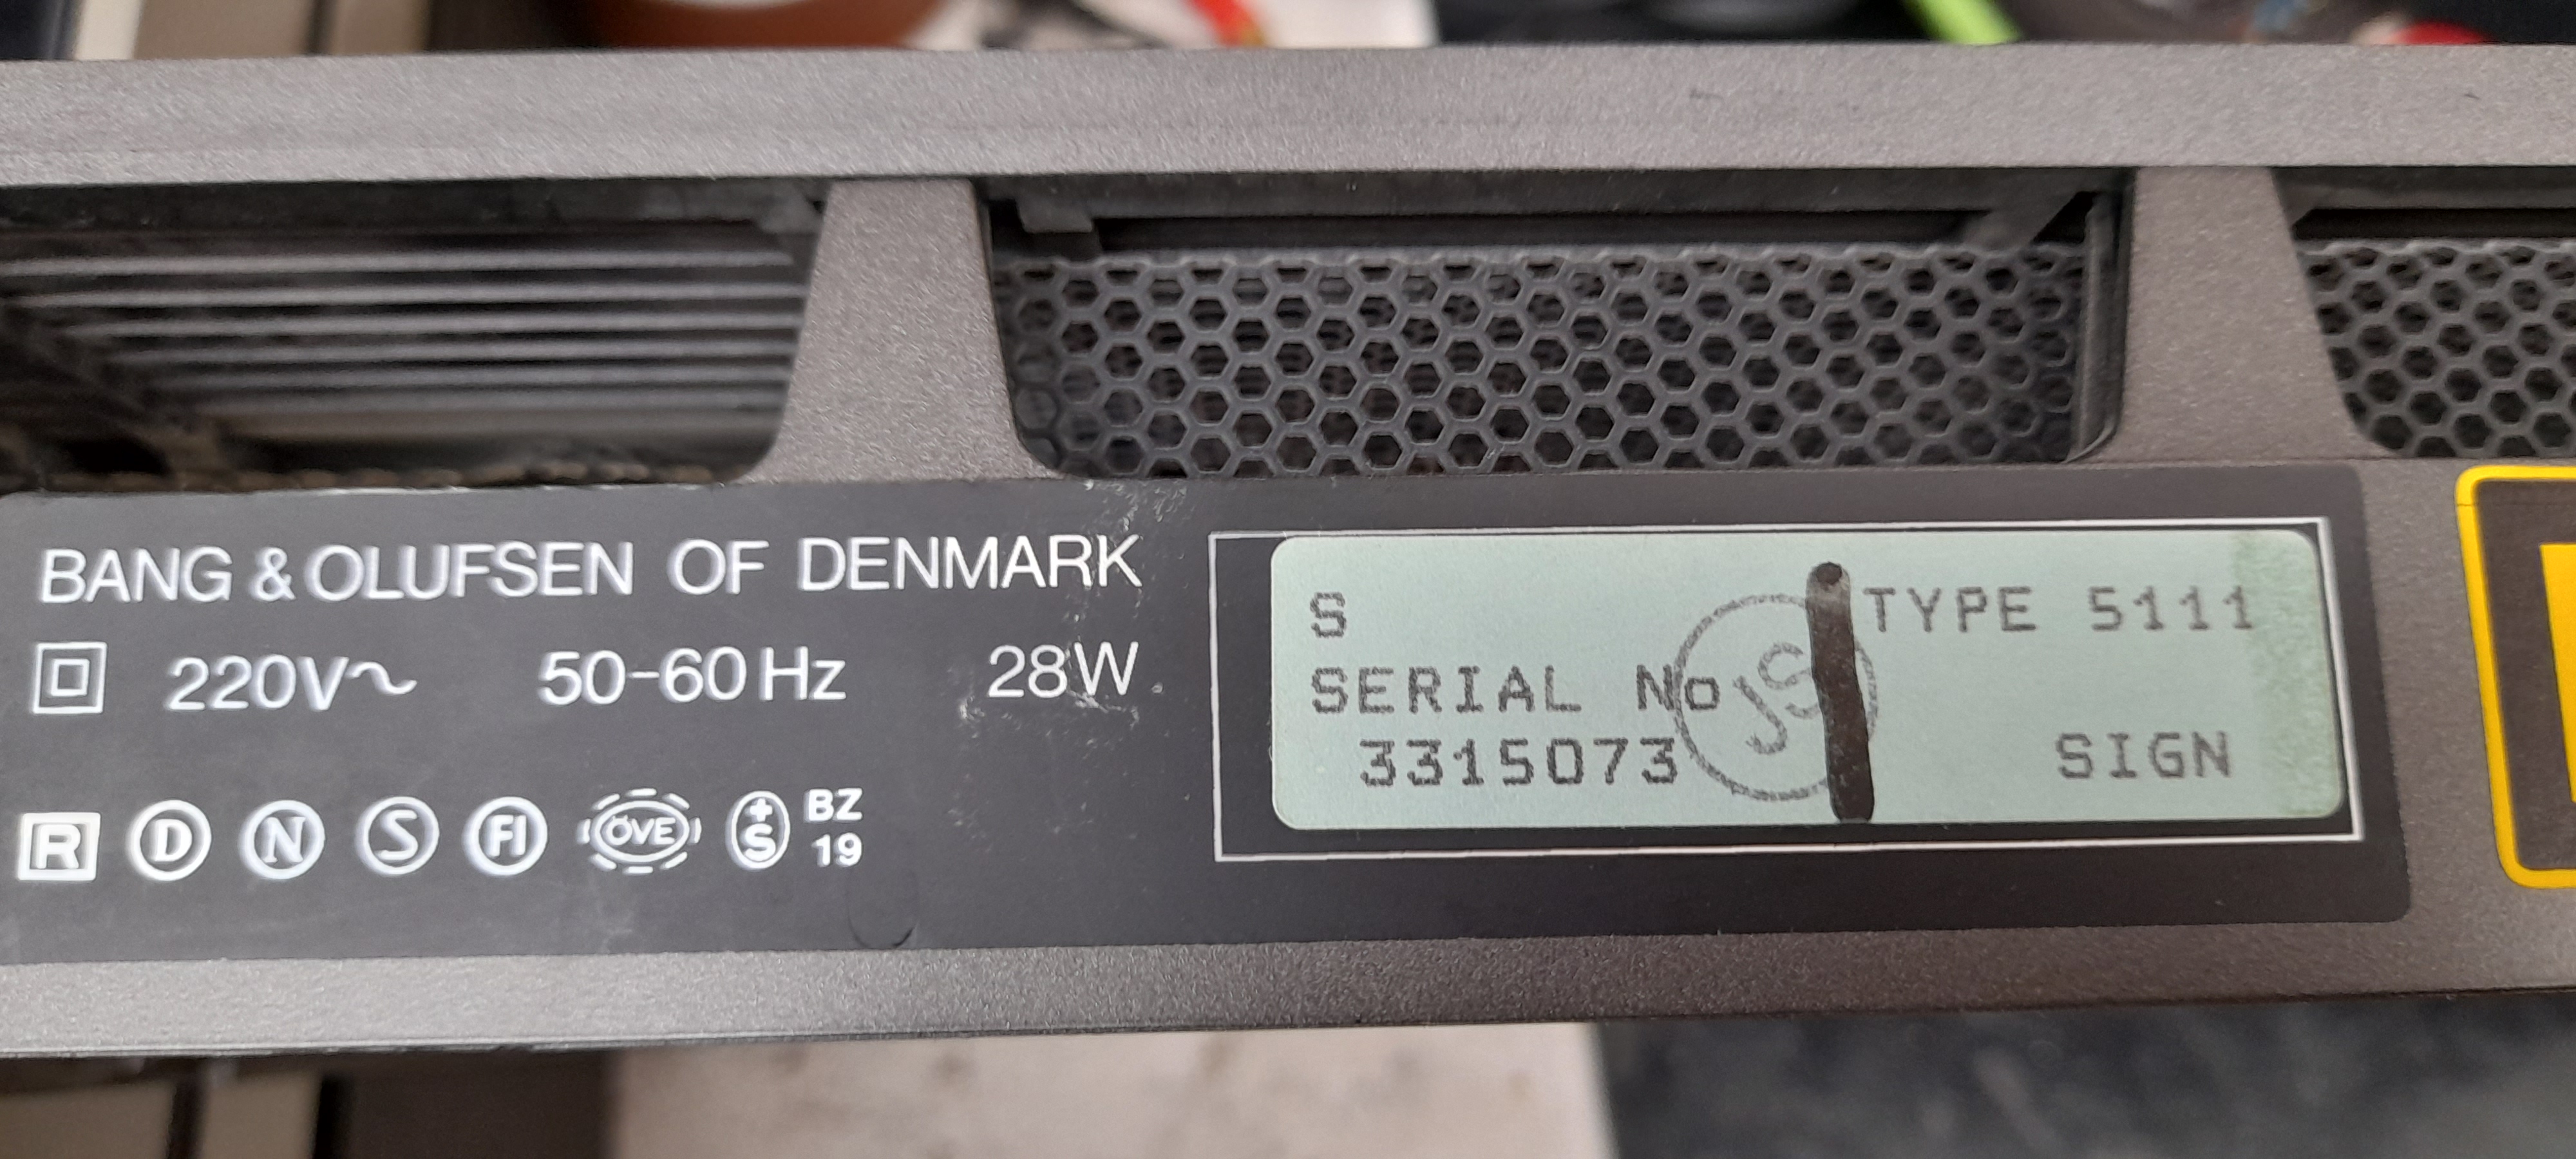 BANG & OLUFSEN OF DENMARK
220V~ 50-60 Hz 28W
R D N S FI ÖVE +S BZ 19
S TYPE 5111
SERIAL No
3315073 SIGN
JS